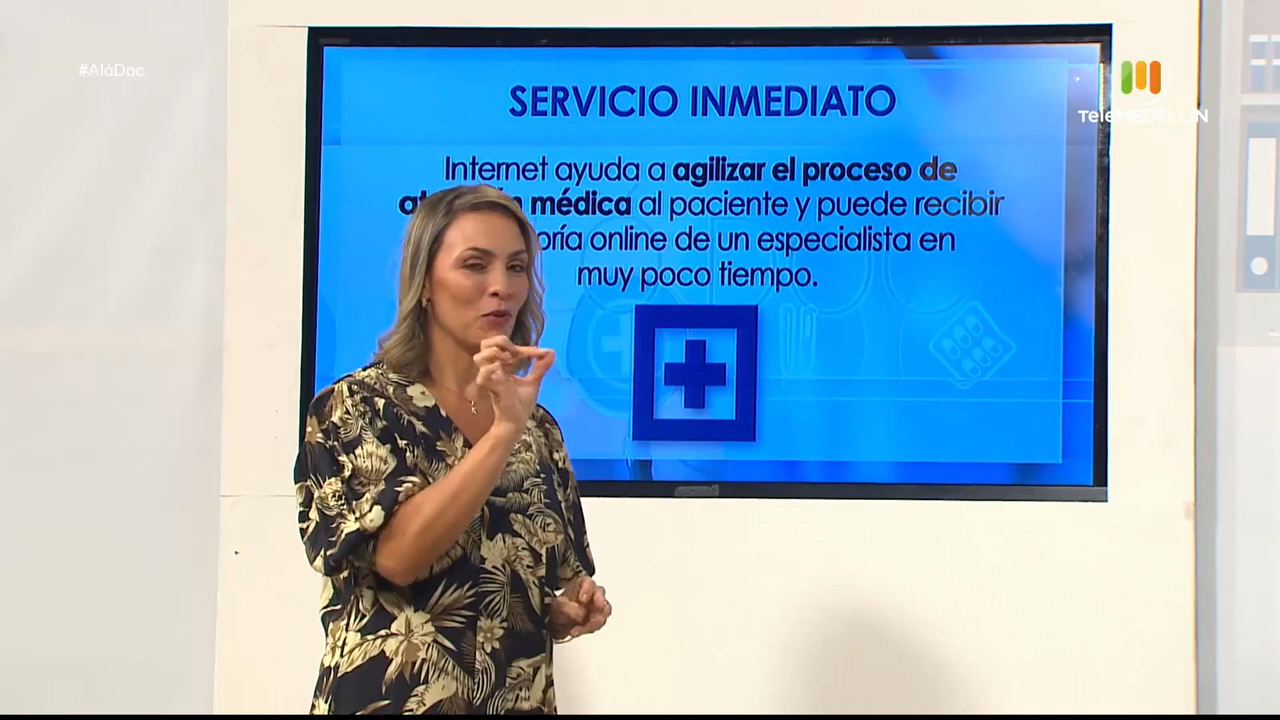 #AláDoc
SERVICIO INMEDIATO
Internet ayuda a agilizar el proceso de
médica al paciente y puede recibir
online de un especialista en
muy poco tiempo.
TeleMEDELLÍN